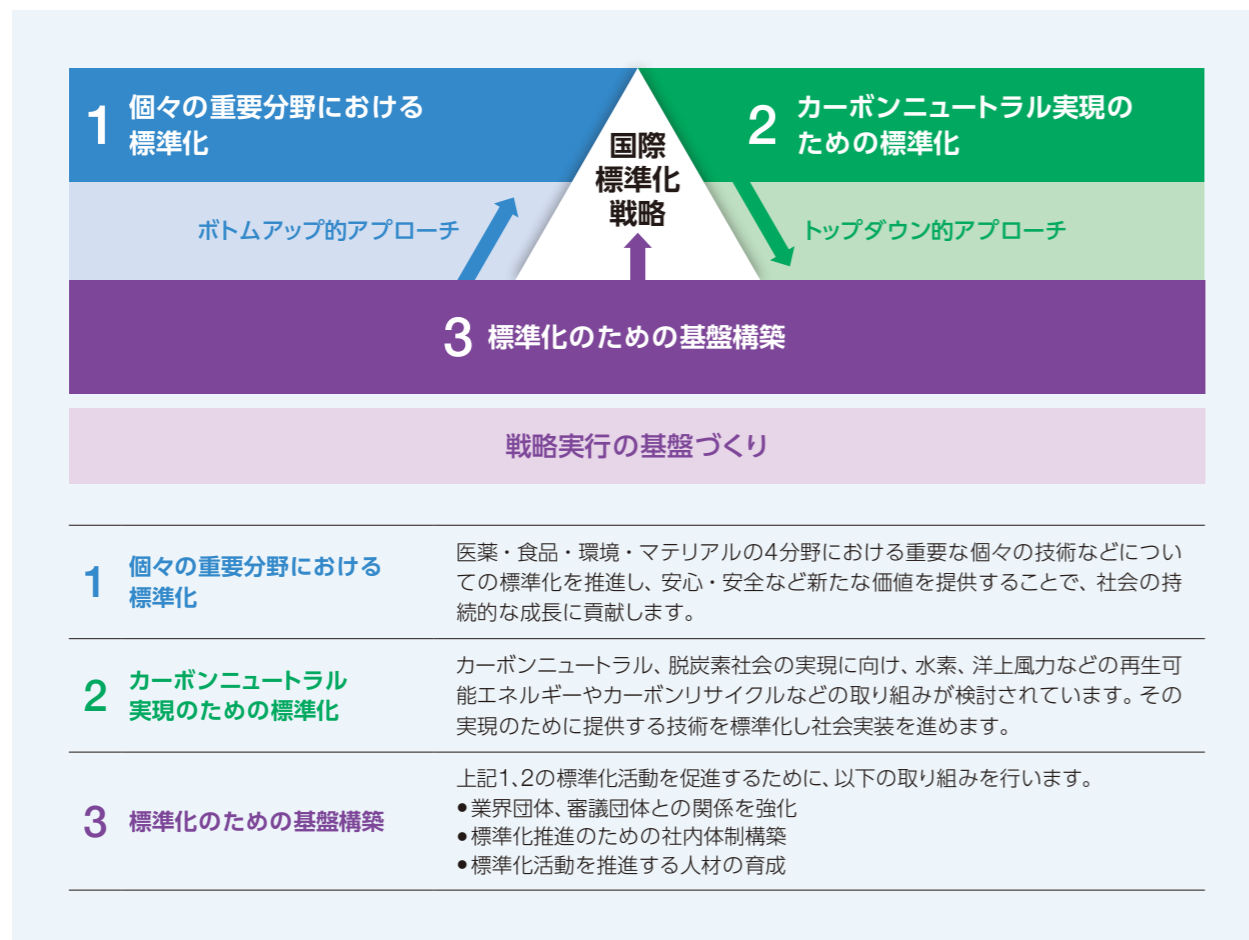 1 個々の重要分野における
標準化
国際
標準化
戦略
2 カーボンニュートラル実現の
ための標準化
ボトムアップ的アプローチ
トップダウン的アプローチ
3 標準化のための基盤構築
戦略実行の基盤づくり
1 個々の重要分野における
標準化
医薬・食品・環境・マテリアルの4分野における重要な個々の技術などについ
ての標準化を推進し、安心・安全など新たな価値を提供することで、社会の持
続的な成長に貢献します。
2 カーボンニュートラル
実現のための標準化
カーボンニュートラル、脱炭素社会の実現に向け、水素、洋上風力などの再生可
能エネルギーやカーボンリサイクルなどの取り組みが検討されています。その
実現のために提供する技術を標準化し社会実装を進めます。
3 標準化のための基盤構築
上記1、2の標準化活動を促進するために、以下の取り組みを行います。
●業界団体、審議団体との関係を強化
●標準化推進のための社内体制構築
●標準化活動を推進する人材の育成